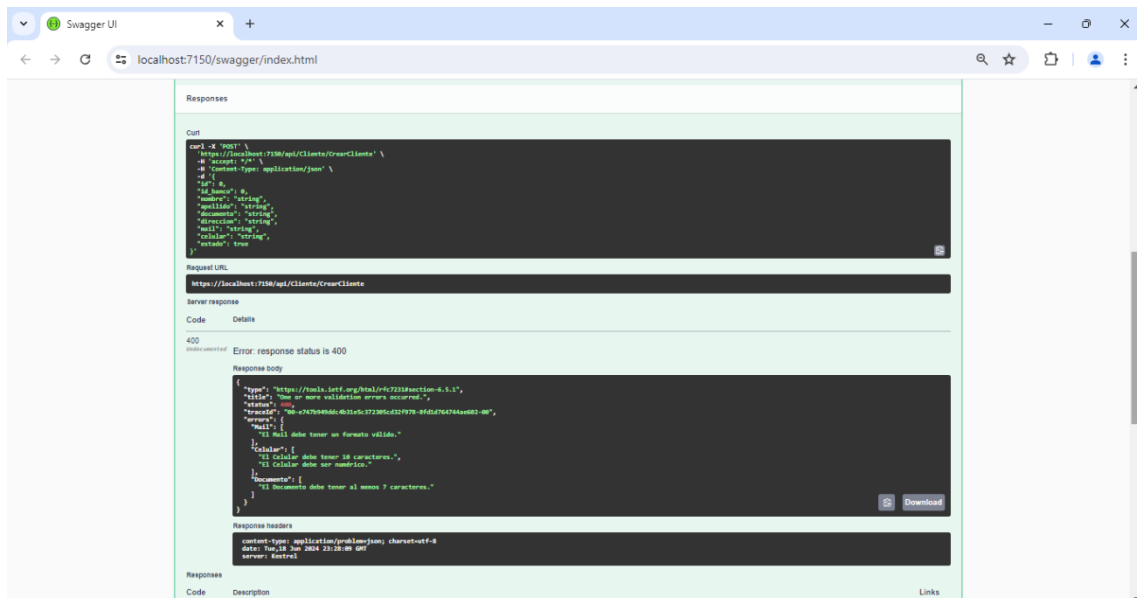 Swagger UI
localhost:7150/swagger/index.html
Responses
Curl
curl -X 'POST' \
'https://localhost:7150/api/Cliente/CrearCliente' \
-H 'accept: */*' \
-H 'Content-Type: application/json' \
-d '{
"id": 0,
"id_banco": 0,
"nombre": "string",
"apellido": "string",
"documento": "string",
"direccion": "string",
"mail": "string",
"celular": "string",
"estado": true
}'
Request URL
https://localhost:7150/api/Cliente/CrearCliente
Server response
Code Details
400
Undocumented
Error: response status is 400
Response body
{
"type": "https://tools.ietf.org/html/rfc7231#section-6.5.1",
"title": "One or more validation errors occurred.",
"status": 400,
"traceId":
"errors": {
"Mail": [
"El Mail debe tener un formato válido."
],
"Celular": [
"El Celular debe tener 10 caracteres.",
"El Celular debe ser numérico."
],
"Documento": [
"El Documento debe tener al menos 7 caracteres."
]
}
}
Download
Response headers
content-type: application/problem+json; charset=utf-8
date: Tue,18 Jun 2024 23:28:09 GMT
server: Kestrel
Responses
Code Description Links